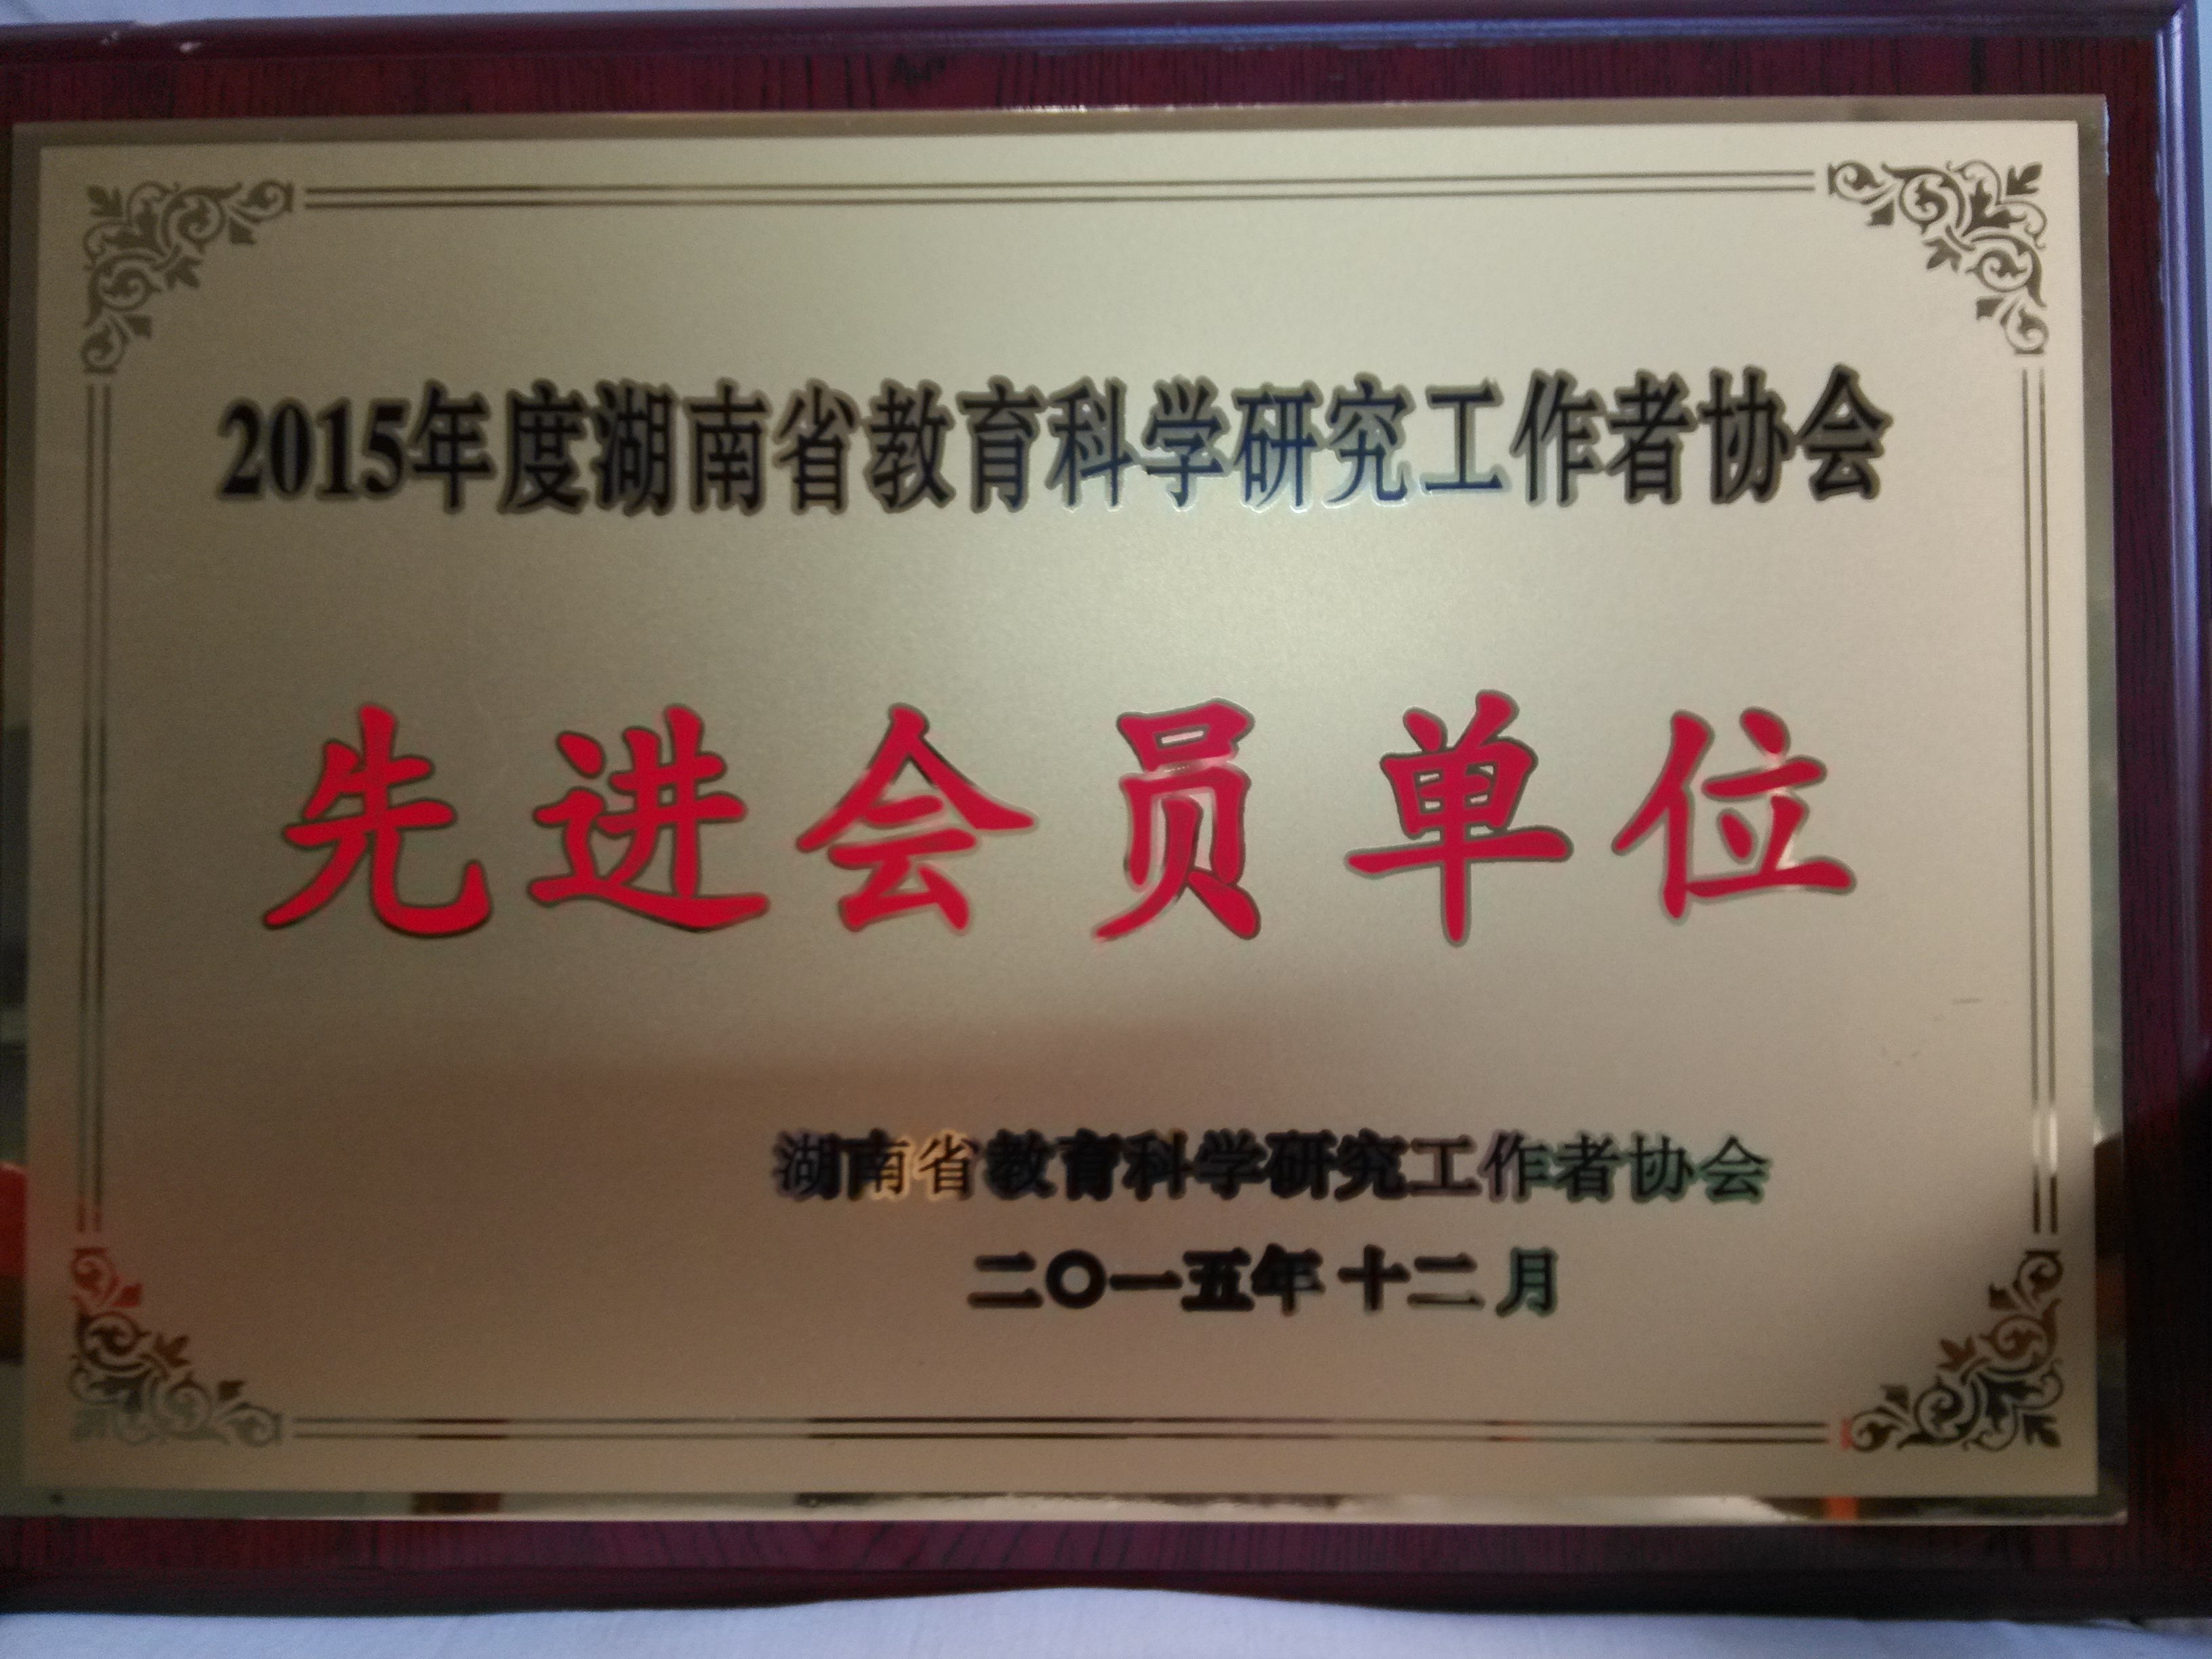 2015年度湖南省教育科学研究工作者协会
先进会员单位
湖南省教育科学研究工作者协会
二〇一五年十二月